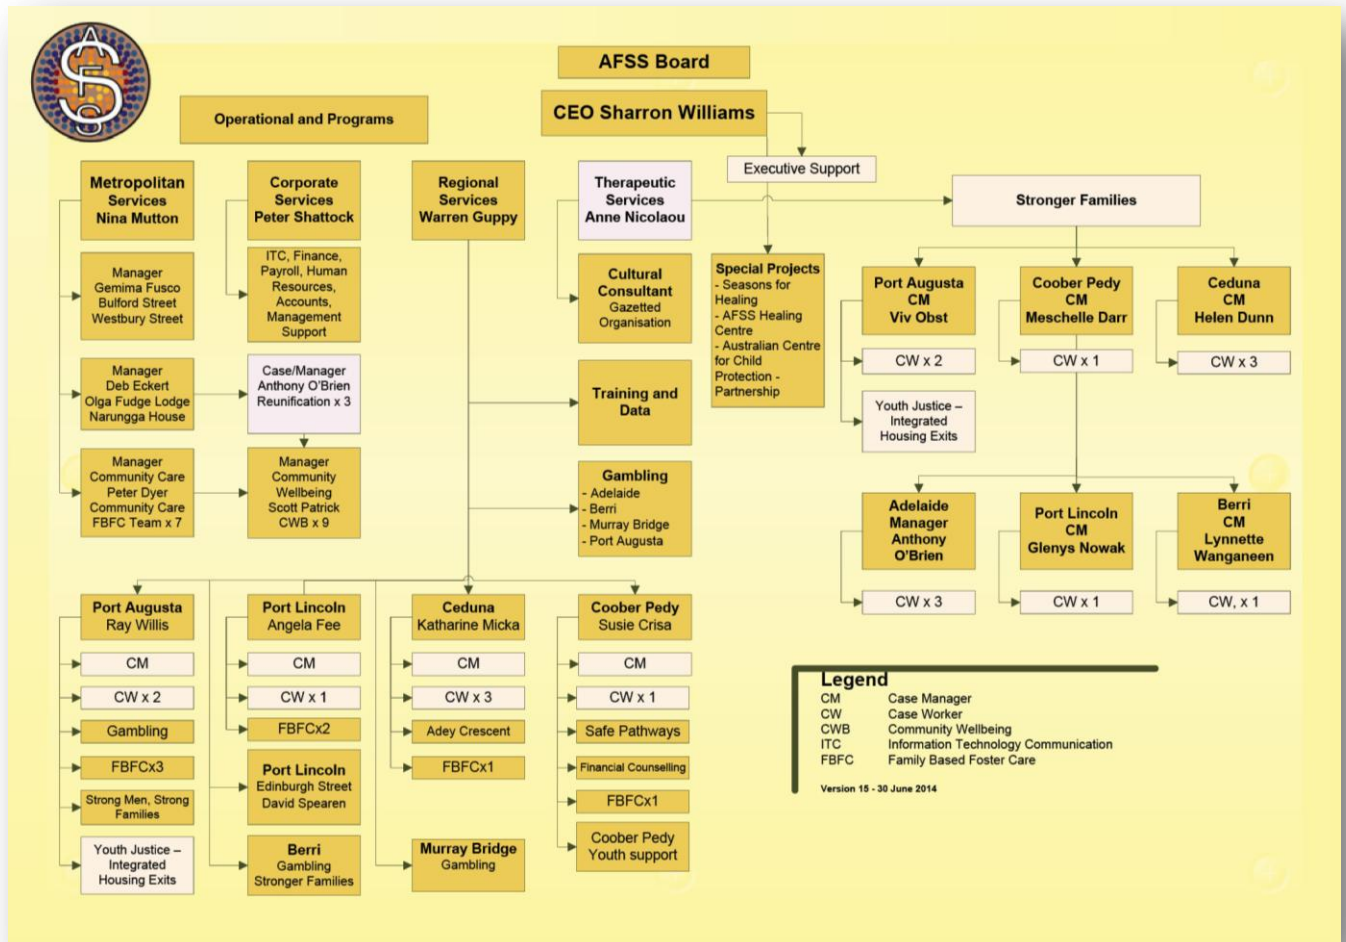 AFSS
AFSS Board
CEO Sharron Williams
Operational and Programs
Executive Support
Metropolitan
Services
Nina Mutton
Corporate
Services
Peter Shattock
Regional
Services
Warren Guppy
Therapeutic
Services
Anne Nicolaou
Stronger Families
Manager
Gemima Fusco
Bulford Street
Westbury Street
ITC, Finance,
Payroll, Human
Resources,
Accounts,
Management
Support
Cultural
Consultant
Gazetted
Organisation
Special Projects
- Seasons for
Healing
- AFSS Healing
Centre
- Australian Centre
for Child
Protection -
Partnership
Port Augusta
CM
Viv Obst
Coober Pedy
CM
Meschelle Darr
Ceduna
CM
Helen Dunn
CW x 2
CW x 1
CW x 3
Youth Justice –
Integrated
Housing Exits
Manager
Deb Eckert
Olga Fudge Lodge
Narungga House
Case/Manager
Anthony O'Brien
Reunification x 3
Training and
Data
Manager
Community Care
Peter Dyer
Community Care
FBFC Team x 7
Manager
Community
Wellbeing
Scott Patrick
CWB x 9
Gambling
- Adelaide
- Berri
- Murray Bridge
- Port Augusta
Adelaide
Manager
Anthony
O'Brien
Port Lincoln
CM
Glenys Nowak
Berri
CM
Lynnette
Wanganeen
CW x 3
CW x 1
CW, x 1
Port Augusta
Ray Willis
CM
CW x 2
Gambling
FBFCx3
Strong Men, Strong
Families
Youth Justice –
Integrated
Housing Exits
Port Lincoln
Angela Fee
CM
CW x 1
FBFCx2
Port Lincoln
Edinburgh Street
David Spearen
Berri
Gambling
Stronger Families
Ceduna
Katharine Micka
CM
CW x 3
Adey Crescent
FBFCx1
Murray Bridge
Gambling
Coober Pedy
Susie Crisa
CM
CW x 1
Safe Pathways
Financial Counselling
FBFCx1
Coober Pedy
Youth support
Legend
CM Case Manager
CW Case Worker
CWB Community Wellbeing
ITC Information Technology Communication
FBFC Family Based Foster Care
Version 15 - 30 June 2014